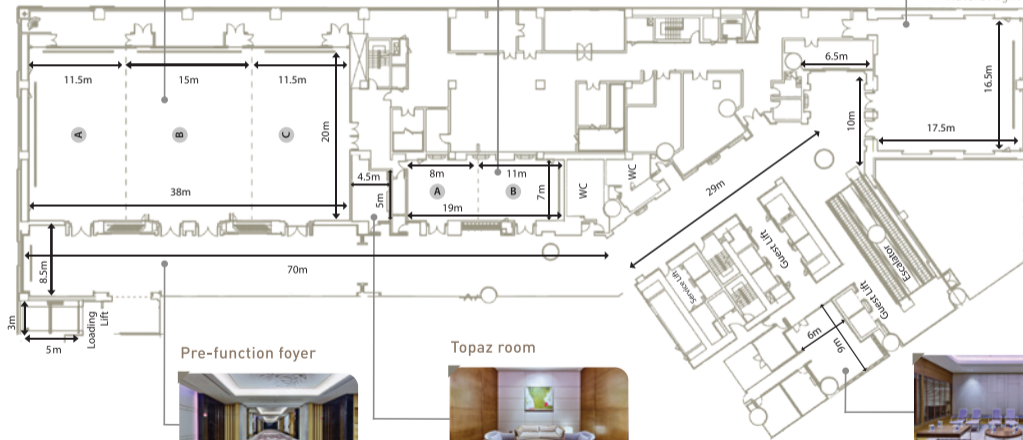 11.5m
15m
11.5m
6.5m
16.5m
A
B
C
20m
10m
17.5m
4.5m
8m
11m
WC
WC
A
B
5m
7m
38m
19m
29m
8.5m
70m
Guest Lift
Escalator
Service Lift
3m
5m
Loading
Lift
Guest Lift
6m
9m
Pre-function foyer
Topaz room